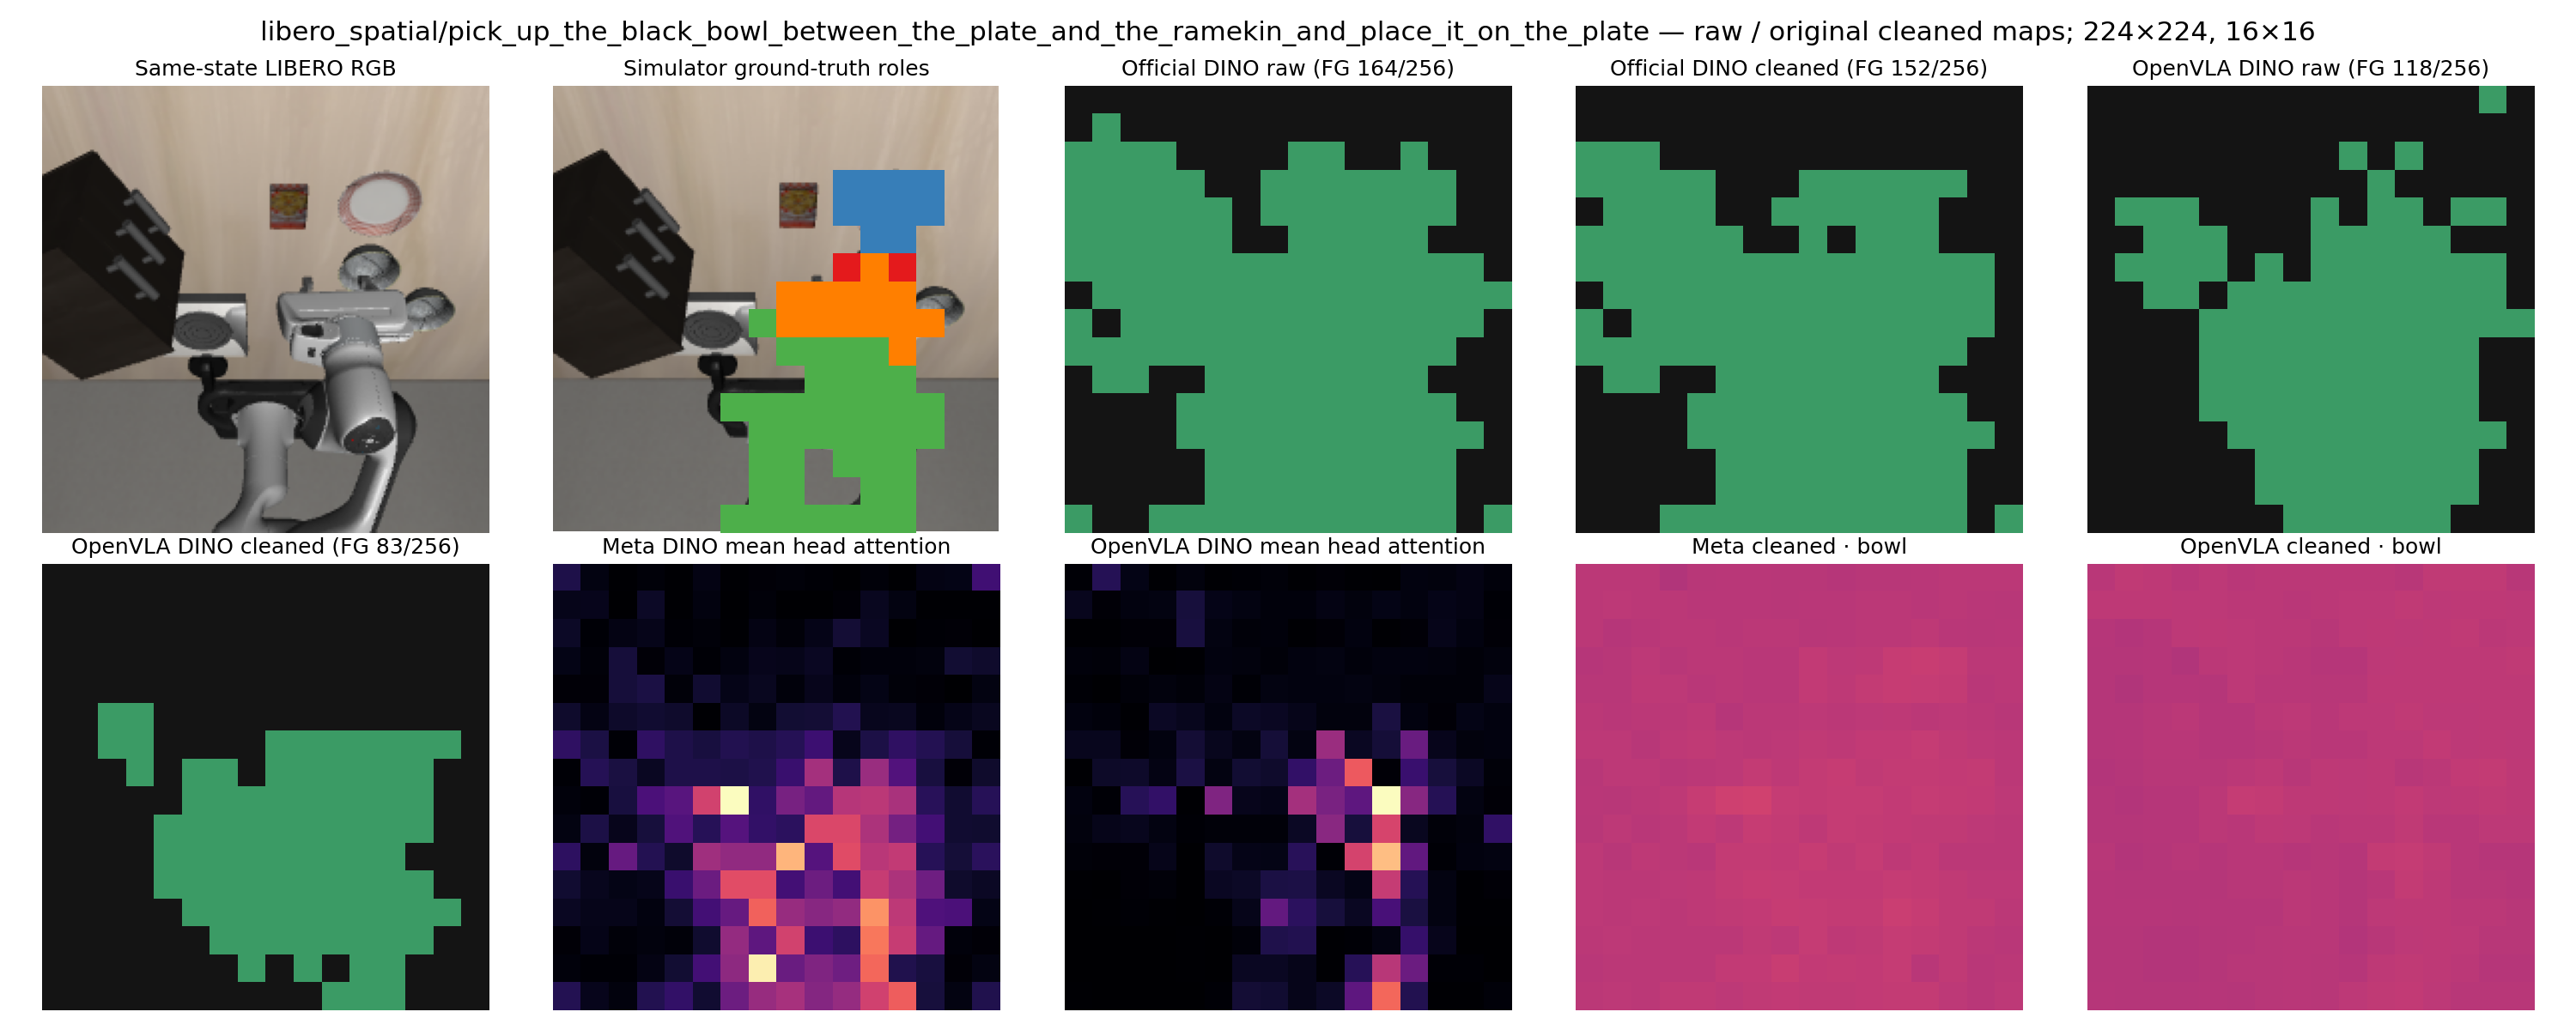 libero_spatial/pick_up_the_black_bowl_between_the_plate_and_the_ramekin_and_place_it_on_the_plate — raw / original cleaned maps; 224×224, 16×16
Same-state LIBERO RGB
Simulator ground-truth roles
Official DINO raw (FG 164/256)
Official DINO cleaned (FG 152/256)
OpenVLA DINO raw (FG 118/256)
OpenVLA DINO cleaned (FG 83/256)
Meta DINO mean head attention
OpenVLA DINO mean head attention
Meta cleaned · bowl
OpenVLA cleaned · bowl